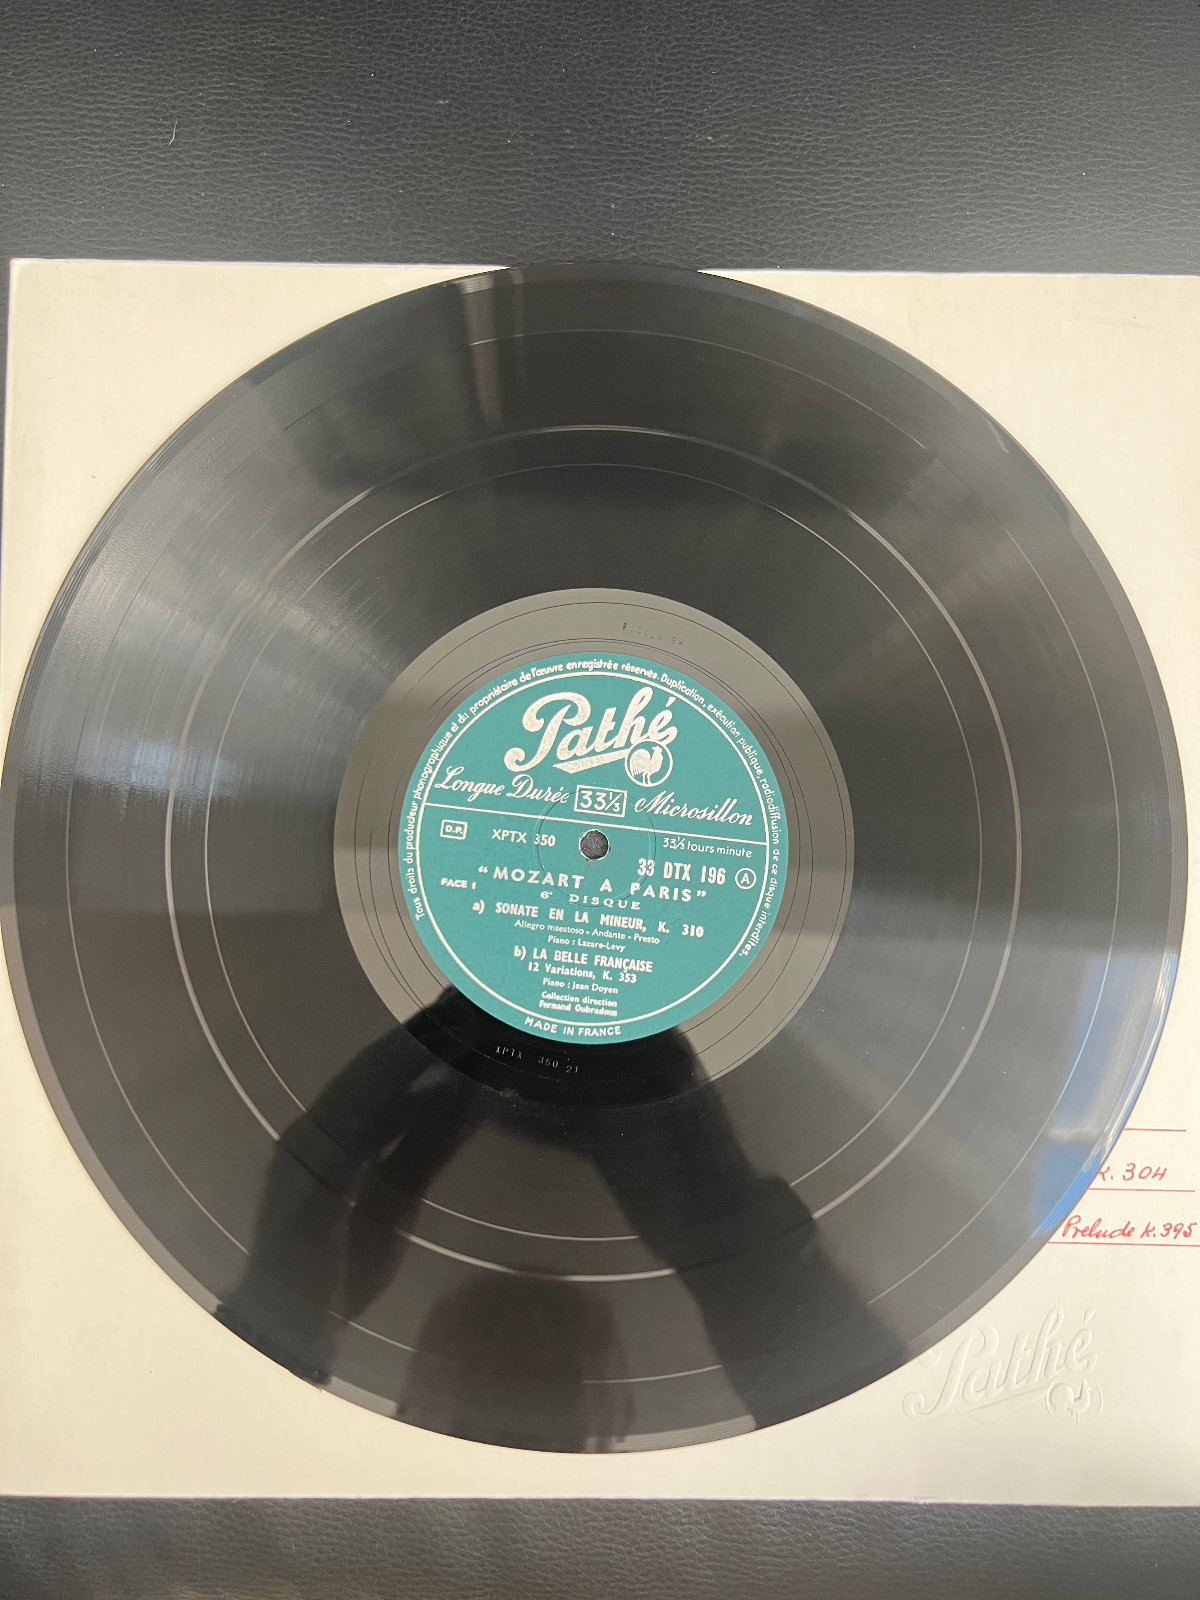 Tous droits du producteur phonographique et du propriétaire de l'œuvre enregistrée réservés. Duplication, exécution publique, radiodiffusion de ce disque interdites.
Pathé
Longue Durée 33⅓ Microsillon
D.P. XPTX 350 33⅓ tours minute
33 DTX 196 A
"MOZART A PARIS"
FACE 1 6e DISQUE
a) SONATE EN LA MINEUR, K. 310
Allegro maestoso - Andante - Presto
Piano : Lazare-Levy
b) LA BELLE FRANÇAISE
12 Variations, K. 353
Piano : Jean Doyen
Collection direction
Fernand Oubradous
MADE IN FRANCE
XPTX 350 21
K. 304
Prelude K. 395
Pathé